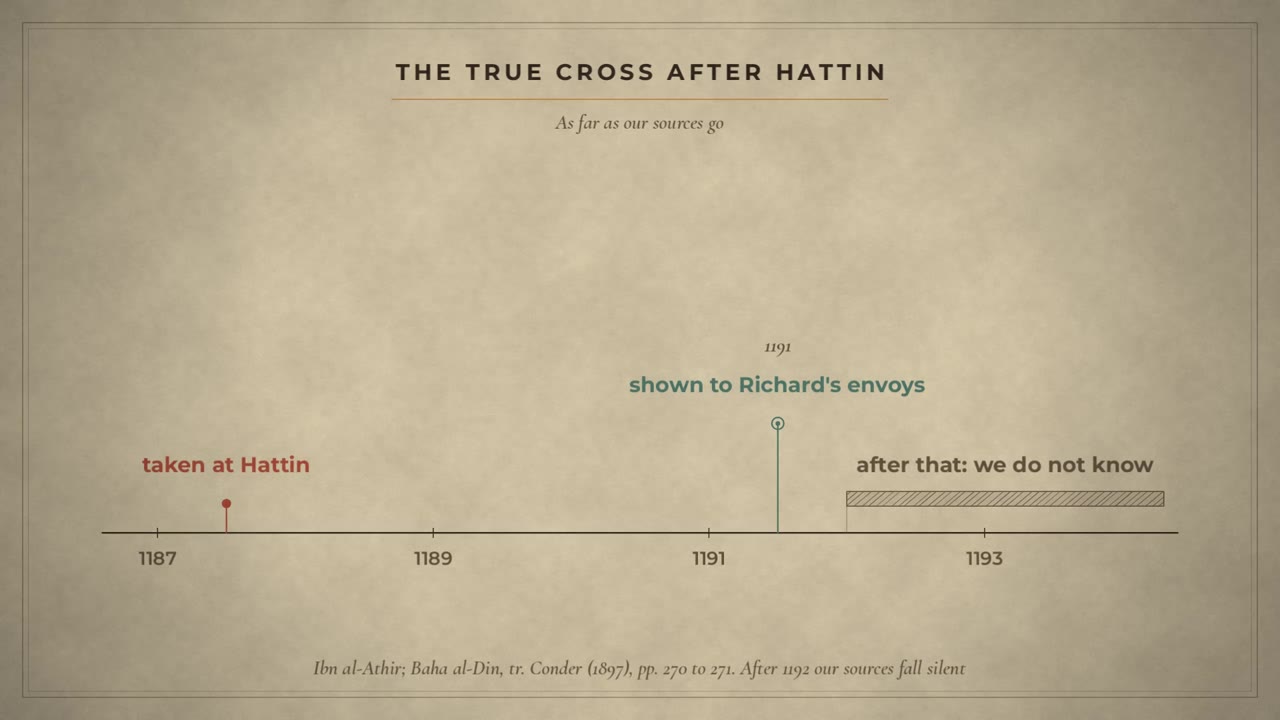 THE TRUE CROSS AFTER HATTIN
As far as our sources go
1191
shown to Richard's envoys
taken at Hattin
after that: we do not know
1187
1189
1191
1193
Ibn al-Athir; Baha al-Din, tr. Conder (1897), pp. 270 to 271. After 1192 our sources fall silent